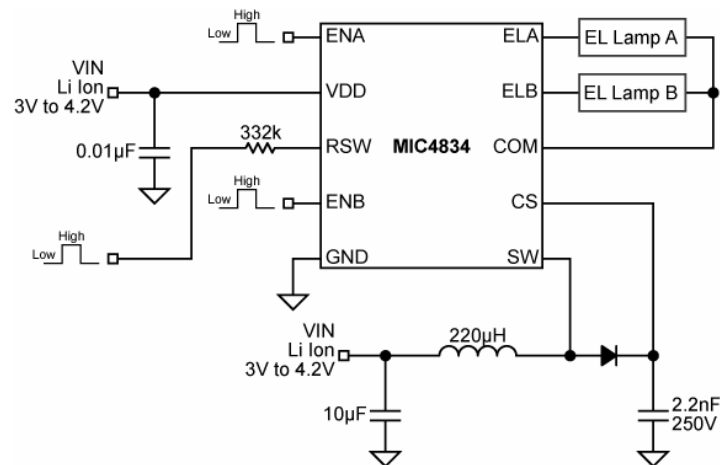 High
Low
ENA
ELA
EL Lamp A
VIN
Li Ion
3V to 4.2V
VDD
ELB
EL Lamp B
0.01µF
332k
RSW
MIC4834
COM
High
Low
ENB
CS
High
Low
GND
SW
VIN
Li Ion
3V to 4.2V
220µH
10µF
2.2nF
250V